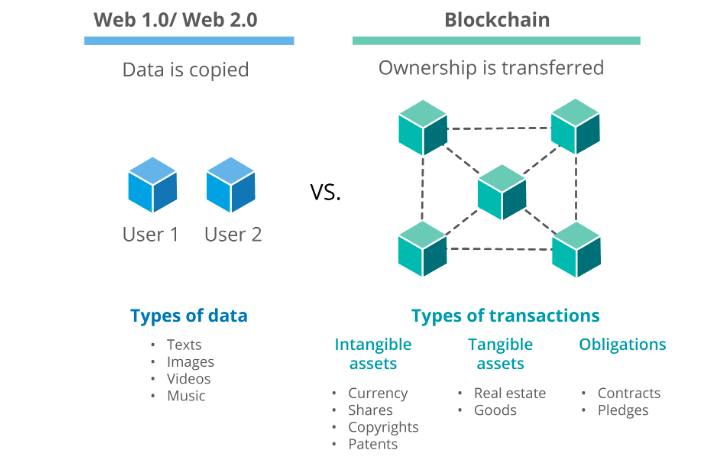 Web 1.0/ Web 2.0
Data is copied
User 1
User 2
Types of data
• Texts
• Images
• Videos
• Music
VS.
Blockchain
Ownership is transferred
Types of transactions
Intangible
assets
• Currency
• Shares
• Copyrights
• Patents
Tangible
assets
• Real estate
• Goods
Obligations
• Contracts
• Pledges